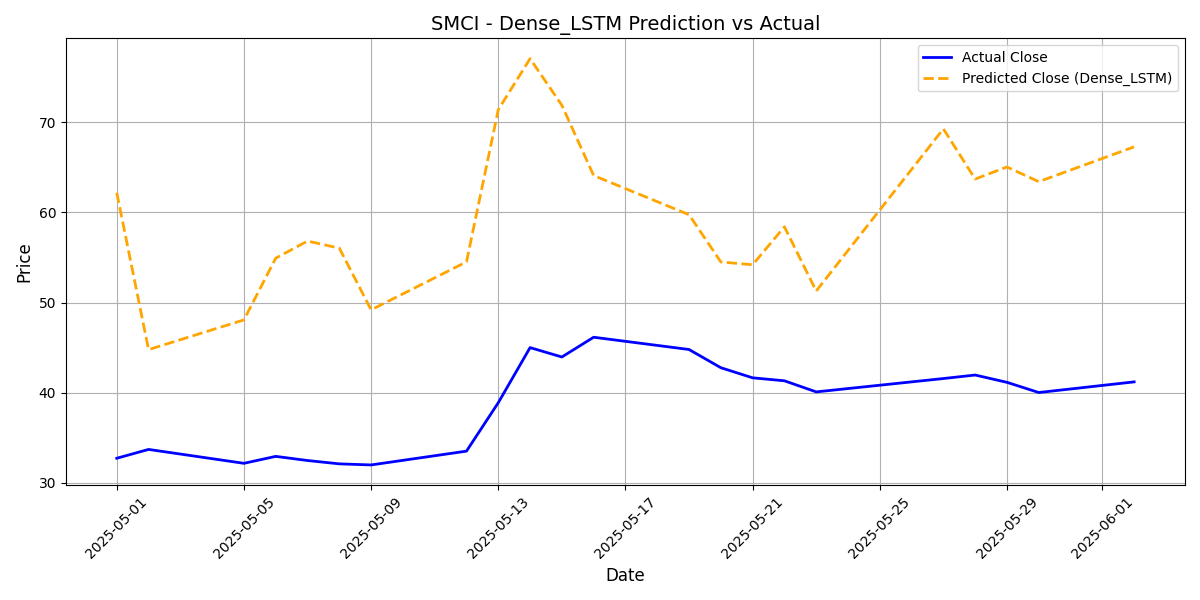 SMCI - Dense_LSTM Prediction vs Actual
Actual Close
Predicted Close (Dense_LSTM)
Price
70
60
50
40
30
2025-05-01
2025-05-05
2025-05-09
2025-05-13
2025-05-17
2025-05-21
2025-05-25
2025-05-29
2025-06-01
Date